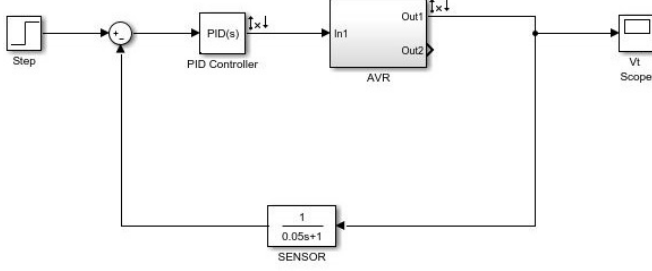 Step
+
-
PID(s)
PID Controller
In1
Out1
Out2
AVR
Vt
Scope
1
0.05s+1
SENSOR